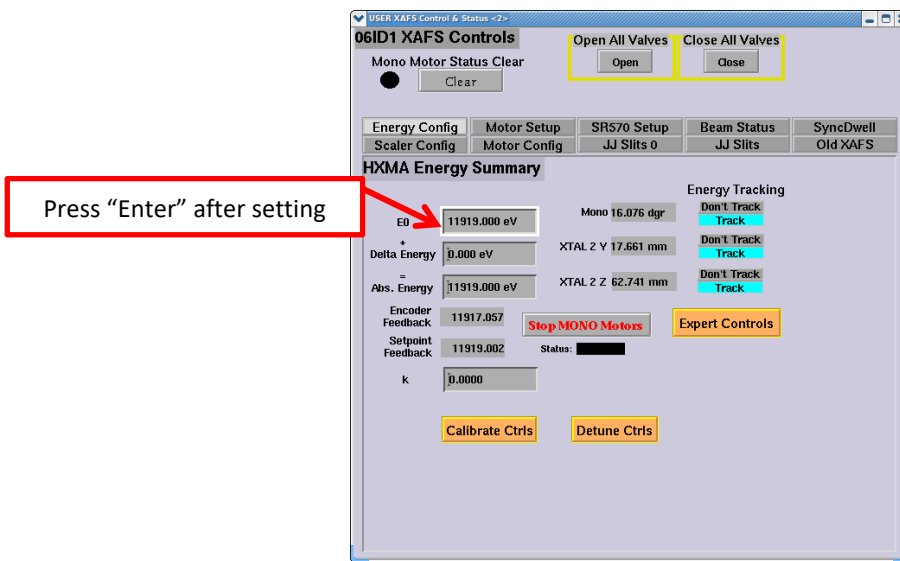 USER XAFS Control & Status <2>
06ID1 XAFS Controls
Open All Valves Close All Valves
Mono Motor Status Clear
Open Close
Clear
Energy Config Motor Setup SR570 Setup Beam Status SyncDwell
Scaler Config Motor Config JJ Slits 0 JJ Slits Old XAFS
HXMA Energy Summary
Energy Tracking
Press “Enter” after setting
E0 11919.000 eV Mono 16.076 dgr Don't Track
Track
+
Delta Energy 0.000 eV XTAL 2 Y 17.661 mm Don't Track
Track
=
Abs. Energy 11919.000 eV XTAL 2 Z 62.741 mm Don't Track
Track
Encoder
Feedback 11917.057 Stop MONO Motors Expert Controls
Setpoint
Feedback 11919.002 Status:
k 0.0000
Calibrate Ctrls Detune Ctrls